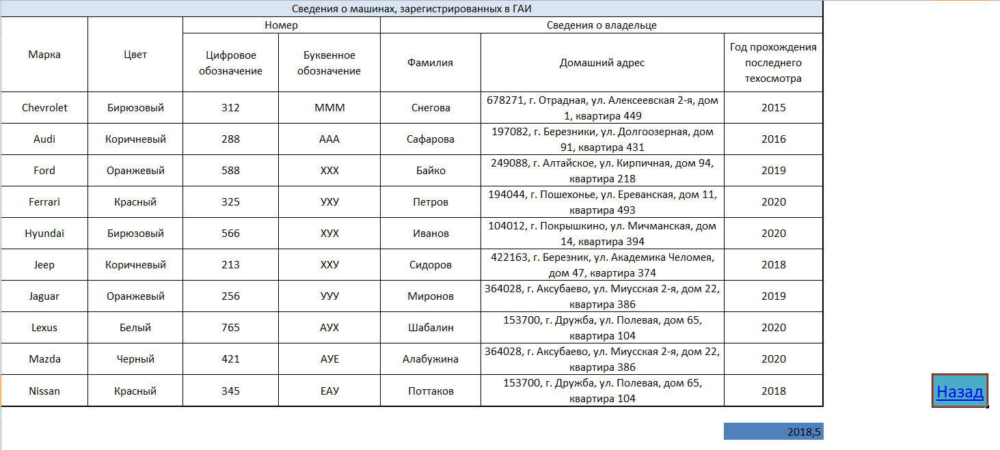 Сведения о машинах, зарегистрированных в ГАИ
Номер Сведения о владельце
Марка Цвет Цифровое обозначение Буквенное обозначение Фамилия Домашний адрес Год прохождения последнего техосмотра
Chevrolet Бирюзовый 312 МММ Снегова 678271, г. Отрадная, ул. Алексеевская 2-я, дом 1, квартира 449 2015
Audi Коричневый 288 ААА Сафарова 197082, г. Березники, ул. Долгоозерная, дом 91, квартира 431 2016
Ford Оранжевый 588 ХХХ Байко 249088, г. Алтайское, ул. Кирпичная, дом 94, квартира 218 2019
Ferrari Красный 325 УХУ Петров 194044, г. Пошехонье, ул. Ереванская, дом 11, квартира 493 2020
Hyundai Бирюзовый 566 ХУХ Иванов 104012, г. Покрышкино, ул. Мичманская, дом 14, квартира 394 2020
Jeep Коричневый 213 ХХУ Сидоров 422163, г. Березник, ул. Академика Челомея, дом 47, квартира 374 2018
Jaguar Оранжевый 256 УУУ Миронов 364028, г. Аксубаево, ул. Миусская 2-я, дом 22, квартира 386 2019
Lexus Белый 765 АУХ Шабалин 153700, г. Дружба, ул. Полевая, дом 65, квартира 104 2020
Mazda Черный 421 АУЕ Алабужина 364028, г. Аксубаево, ул. Миусская 2-я, дом 22, квартира 386 2020
Nissan Красный 345 ЕАУ Поттаков 153700, г. Дружба, ул. Полевая, дом 65, квартира 104 2018
Назад
2018,5